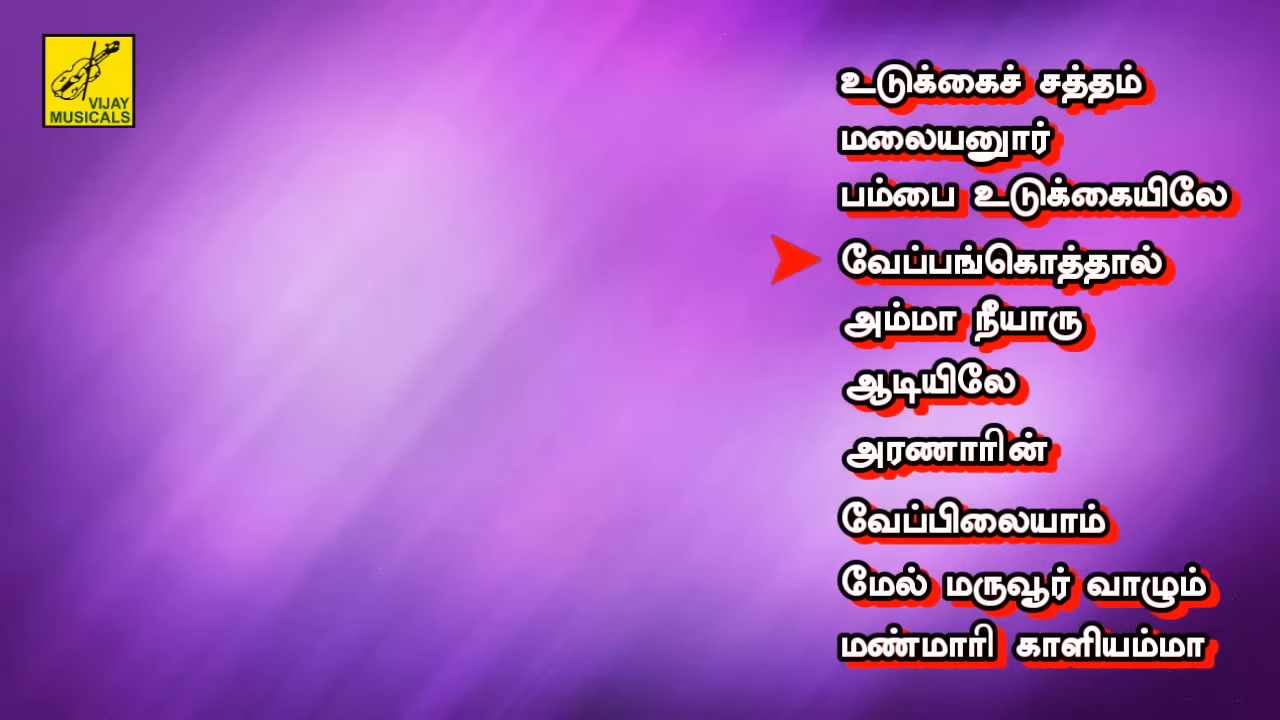 VIJAY
MUSICALS
உடுக்கைச் சத்தம்
மலையனூர்
பம்பை உடுக்கையிலே
வேப்பங்கொத்தால்
அம்மா நீயாரு
ஆடியிலே
அரணாரின்
வேப்பிலையாம்
மேல் மருவூர் வாழும்
மண்மாரி காளியம்மா